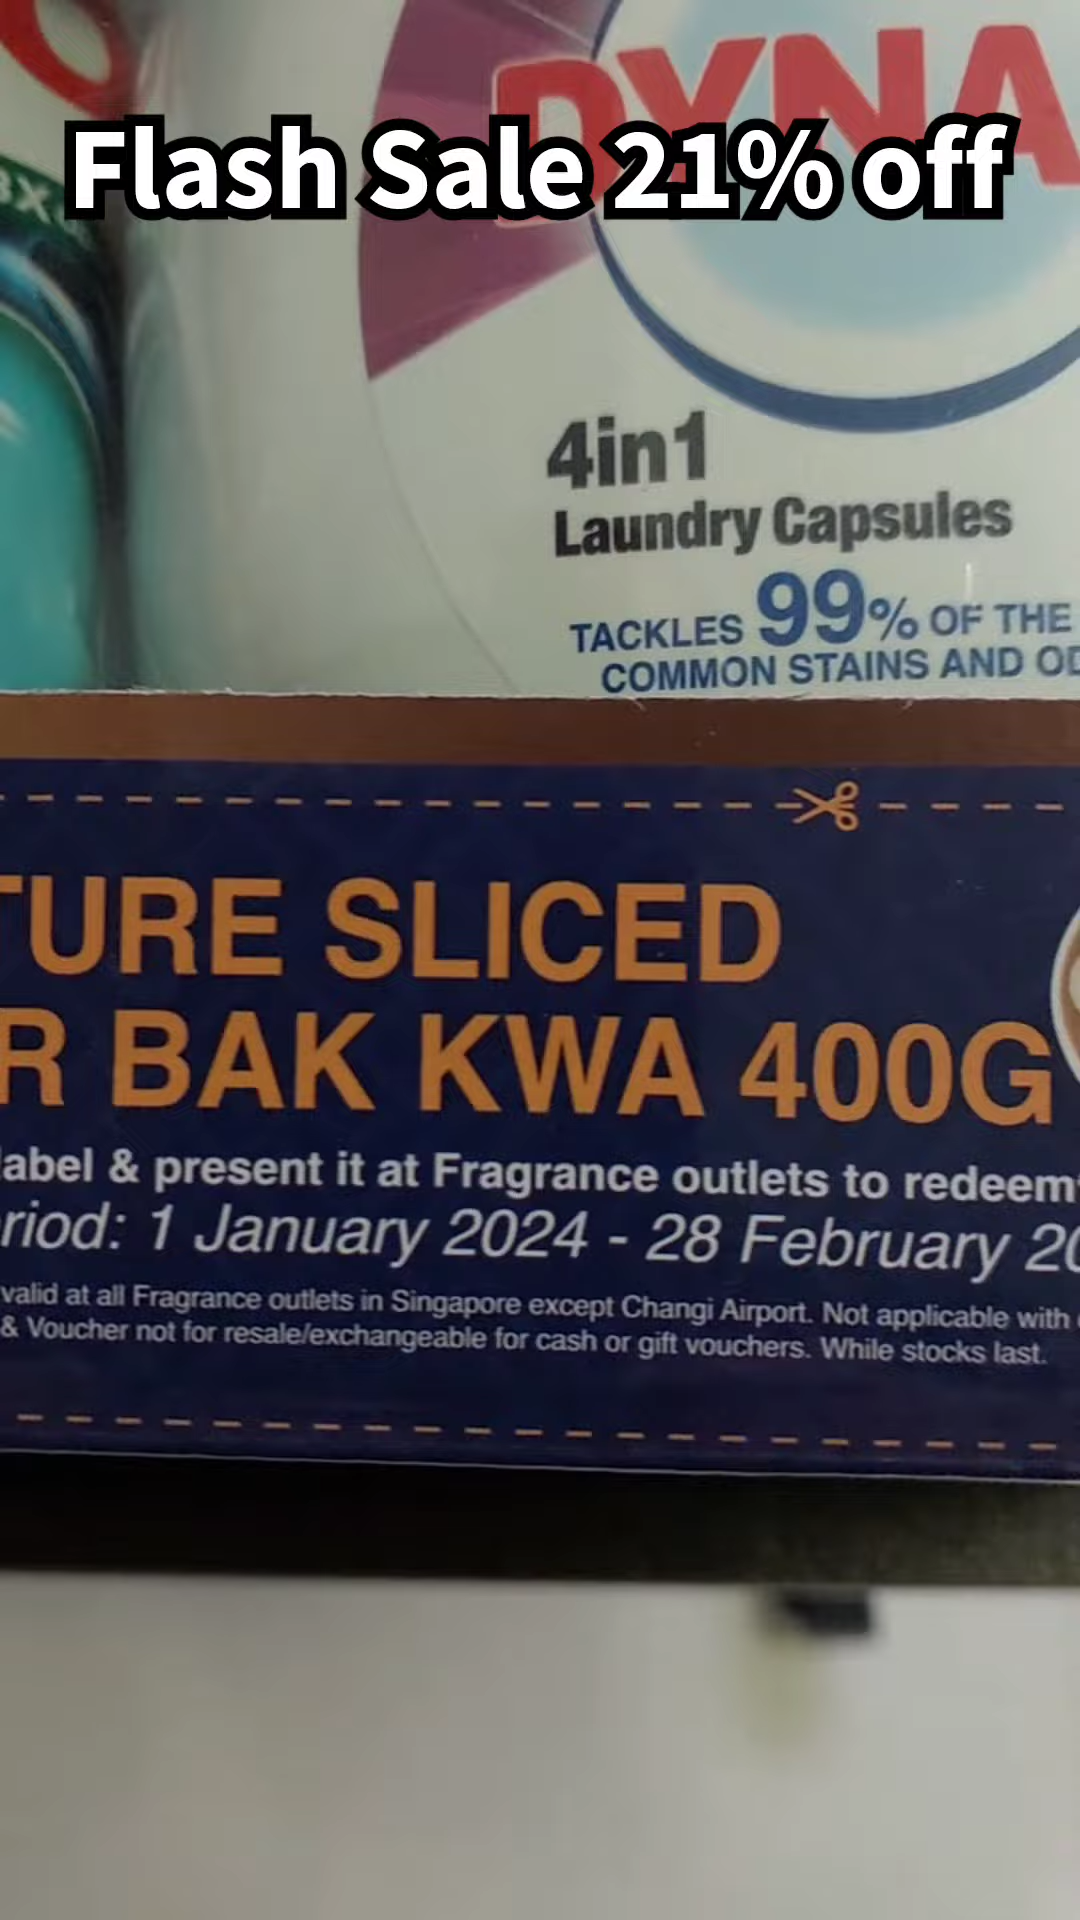 DYNA
3X
Flash Sale 21% off
4in1
Laundry Capsules
TACKLES 99% OF THE
COMMON STAINS AND
TURE SLICED
R BAK KWA 400G
label & present it at Fragrance outlets to redeem
riod: 1 January 2024 - 28 February 20
valid at all Fragrance outlets in Singapore except Changi Airport. Not applicable with
& Voucher not for resale/exchangeable for cash or gift vouchers. While stocks last.